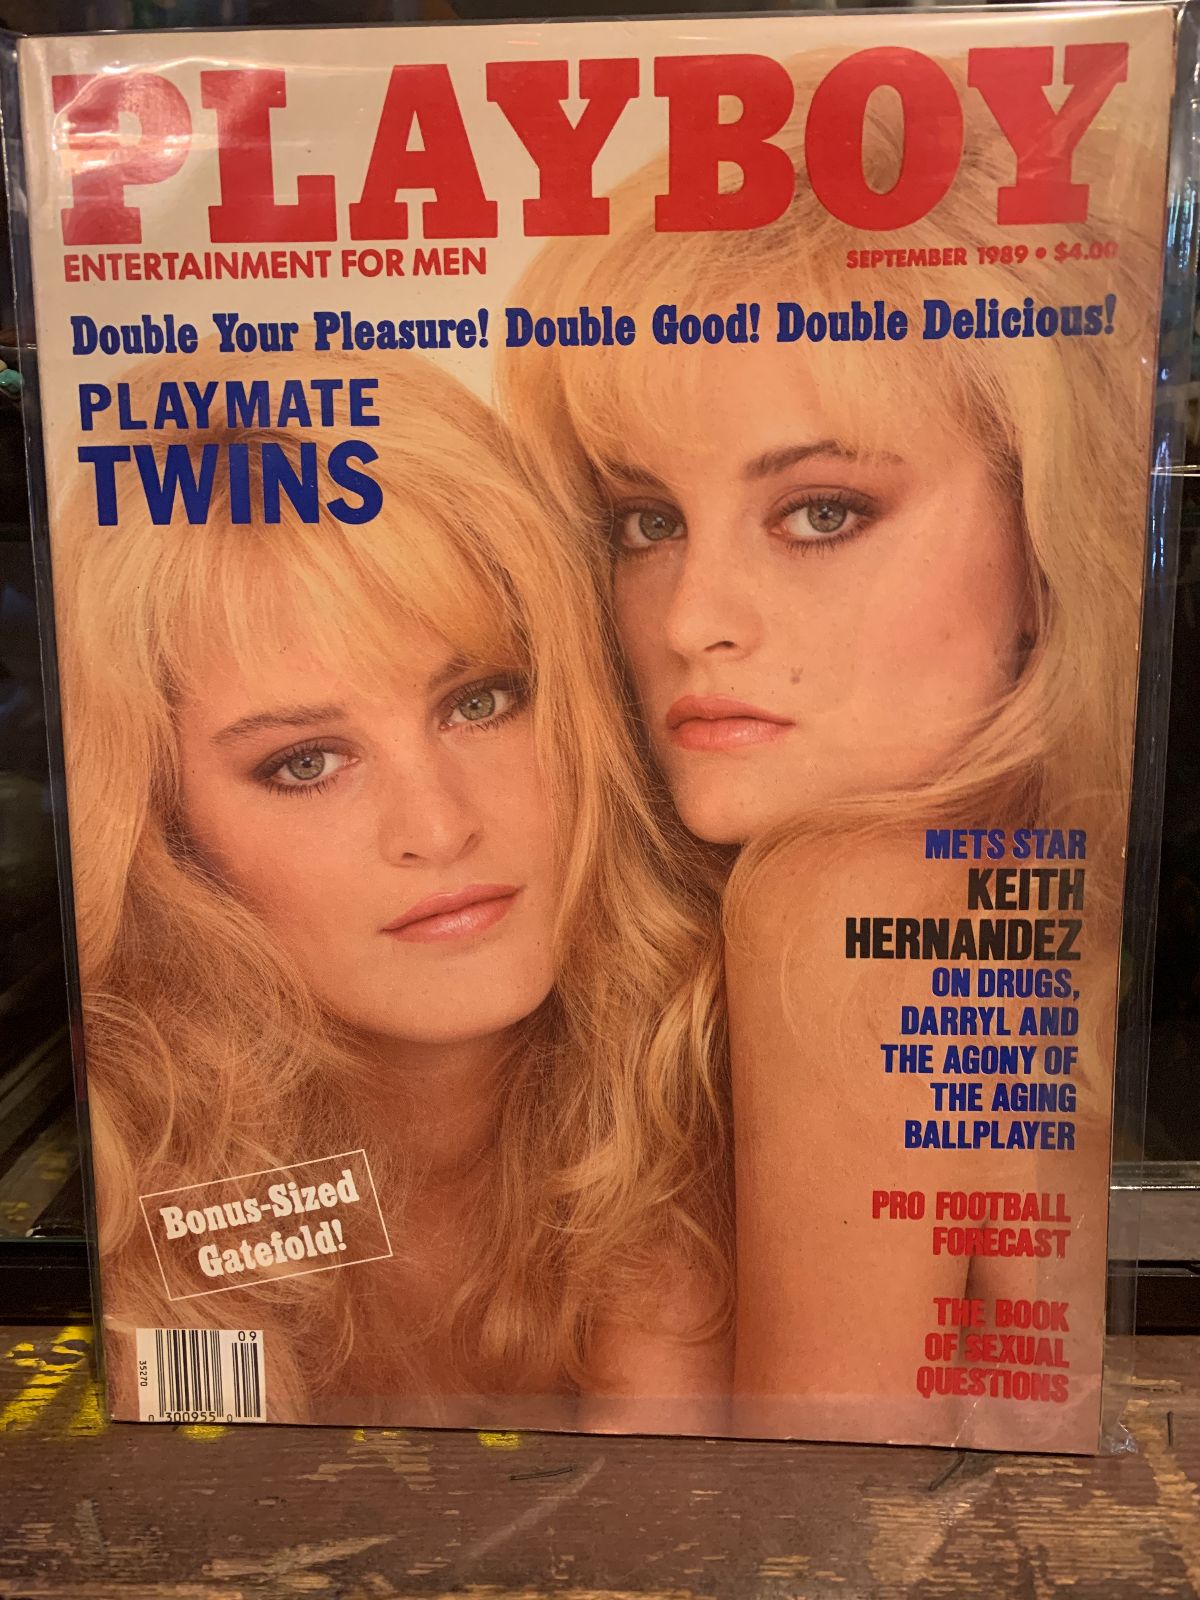 PLAYBOY
ENTERTAINMENT FOR MEN
SEPTEMBER 1989 • $4.00
Double Your Pleasure! Double Good! Double Delicious!
PLAYMATE
TWINS
METS STAR
KEITH
HERNANDEZ
ON DRUGS,
DARRYL AND
THE AGONY OF
THE AGING
BALLPLAYER
PRO FOOTBALL
FORECAST
THE BOOK
OF SEXUAL
QUESTIONS
Bonus-Sized
Gatefold!
09
35270
0 300955 0